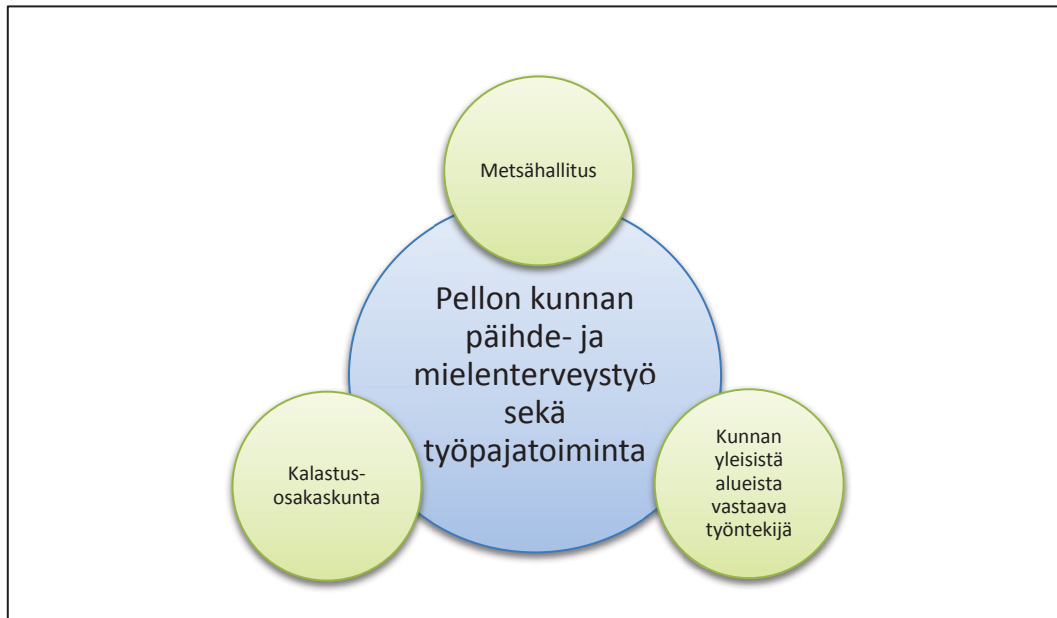 Metsähallitus
Pellon kunnan
päihde- ja
mielenterveystyö
sekä
työpajatoiminta
Kalastus-
osakaskunta
Kunnan
yleisistä
alueista
vastaava
työntekijä